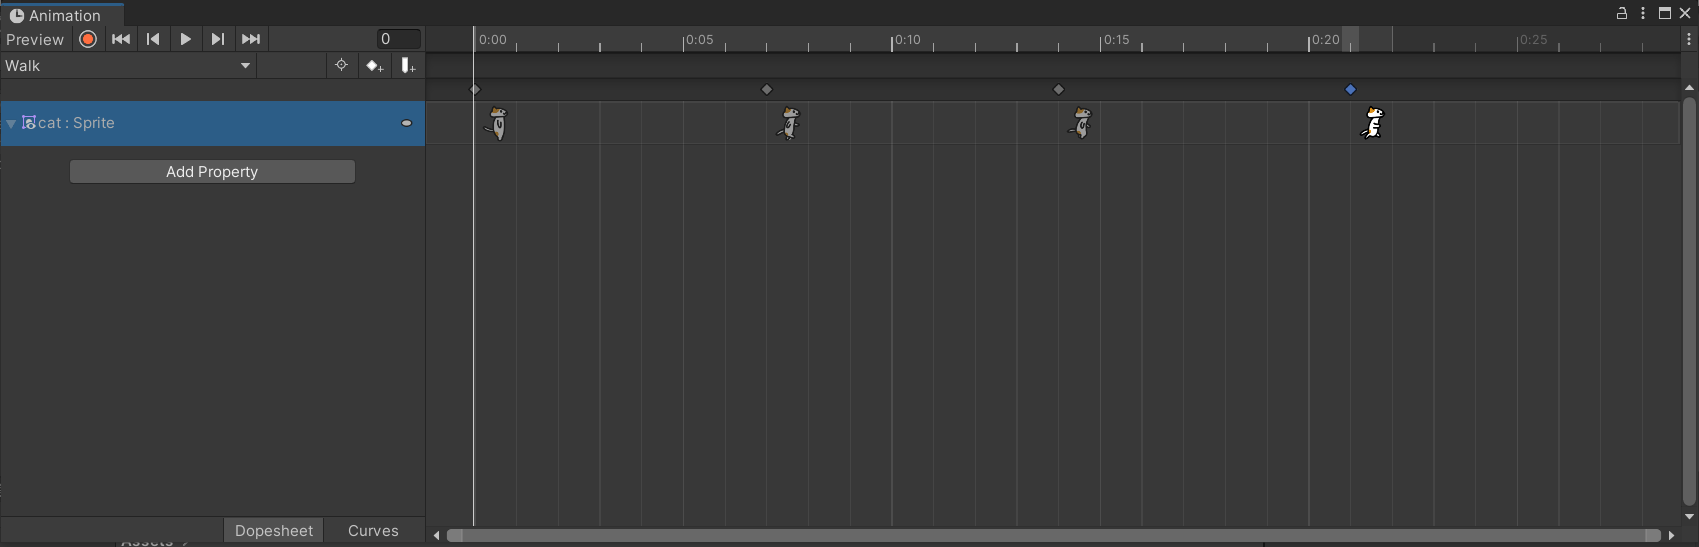 Animation
Preview
0
0:00
0:05
0:10
0:15
0:20
0:25
Walk
cat : Sprite
Add Property
Dopesheet
Curves
Assets